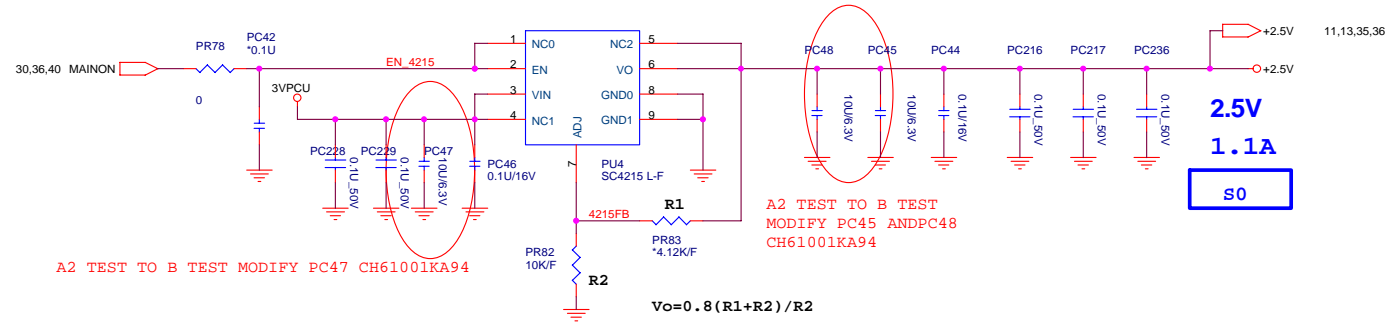 PR78
0
PC42
*0.1U
30,36,40 MAINON
EN_4215
3VPCU
1
2
3
4
NC0
EN
VIN
NC1
NC2
VO
GND0
GND1
ADJ
5
6
8
9
7
PU4
SC4215 L-F
PC228
0.1U_50V
PC229
0.1U_50V
PC47
10U/6.3V
PC46
0.1U/16V
PC48
10U/6.3V
PC45
10U/6.3V
PC44
0.1U/16V
PC216
0.1U_50V
PC217
0.1U_50V
PC236
0.1U_50V
+2.5V
11,13,35,36
+2.5V
2.5V
1.1A
S0
4215FB
R1
PR83
*4.12K/F
PR82
10K/F
R2
A2 TEST TO B TEST
MODIFY PC45 ANDPC48
CH61001KA94
A2 TEST TO B TEST MODIFY PC47 CH61001KA94
Vo=0.8(R1+R2)/R2